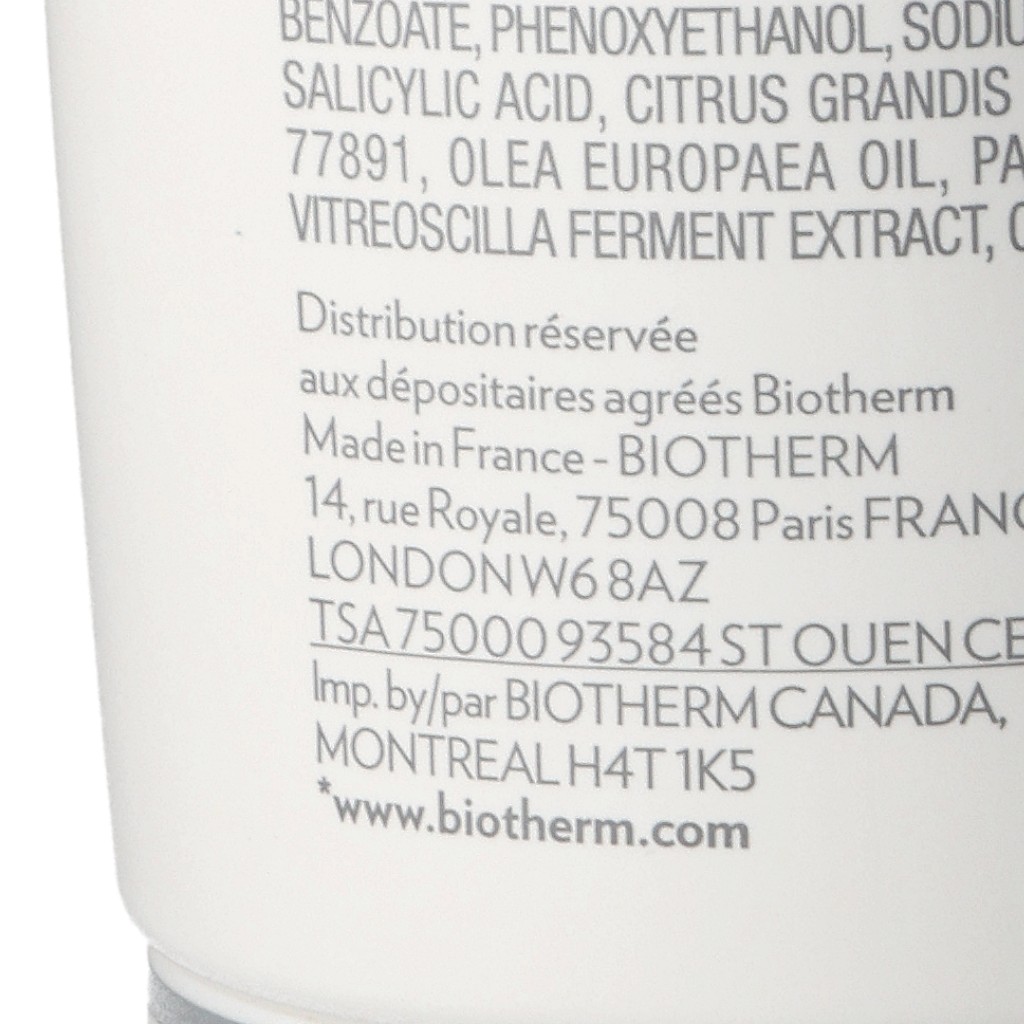 BENZOATE, PHENOXYETHANOL,
SALICYLIC ACID, CITRUS GRANDIS
77891, OLEA EUROPAEA OIL,
VITREOSCILLA FERMENT EXTRACT,
Distribution réservée
aux dépositaires agréés Biotherm
Made in France - BIOTHERM
14, rue Royale, 75008 Paris
LONDON W6 8AZ
TSA 75000 93584 ST OUEN
Imp. by/par BIOTHERM CANADA,
MONTREAL H4T 1K5
*www.biotherm.com